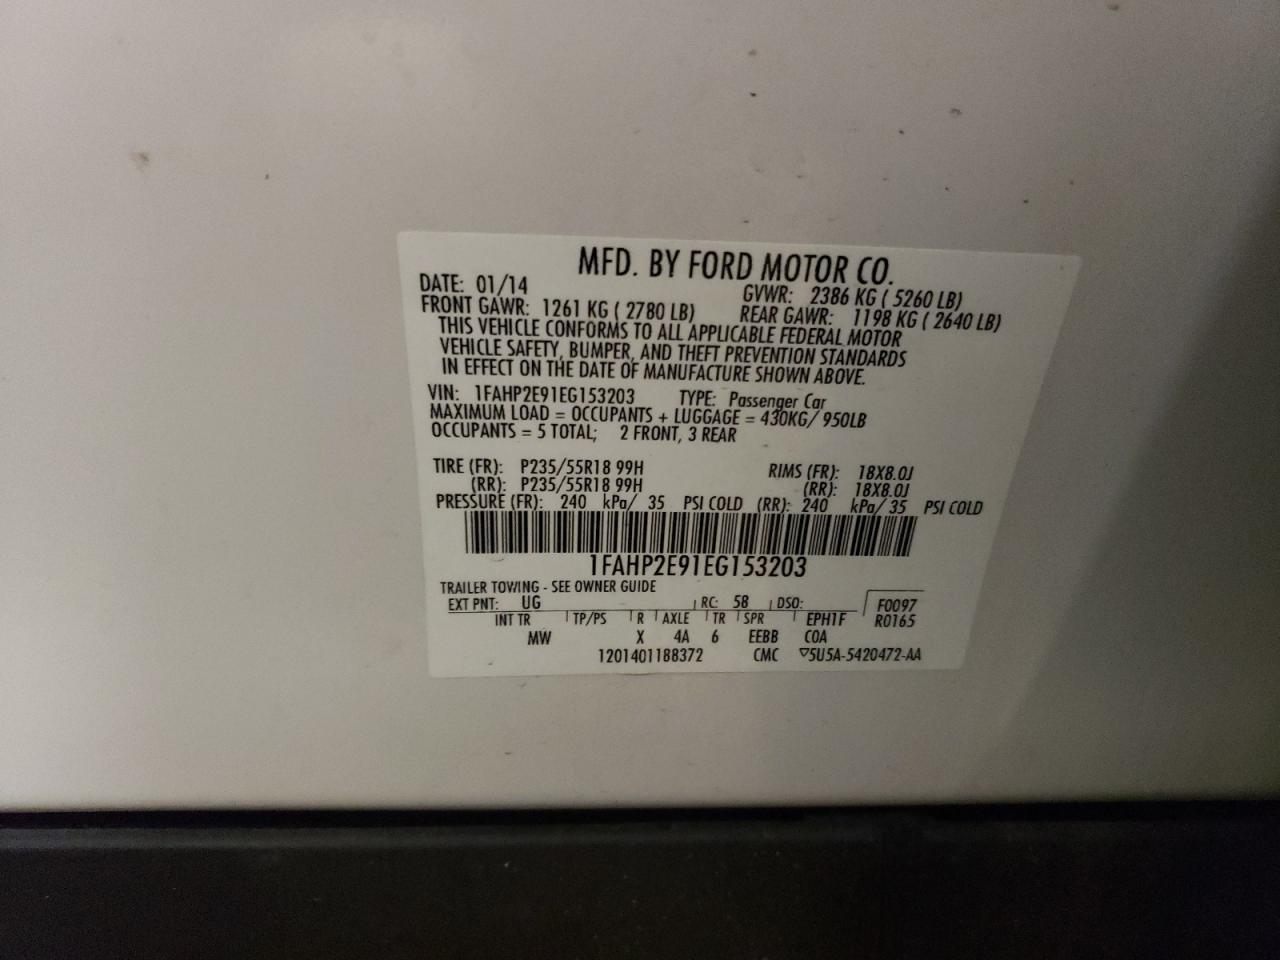 MFD. BY FORD MOTOR CO.
DATE: 01/14 GVWR: 2386 KG ( 5260 LB)
FRONT GAWR: 1261 KG ( 2780 LB) REAR GAWR: 1198 KG ( 2640 LB)
THIS VEHICLE CONFORMS TO ALL APPLICABLE FEDERAL MOTOR
VEHICLE SAFETY, BUMPER, AND THEFT PREVENTION STANDARDS
IN EFFECT ON THE DATE OF MANUFACTURE SHOWN ABOVE.
VIN: 1FAHP2E91EG153203 TYPE: Passenger Car
MAXIMUM LOAD = OCCUPANTS + LUGGAGE = 430KG/ 950LB
OCCUPANTS = 5 TOTAL; 2 FRONT, 3 REAR
TIRE (FR): P235/55R18 99H RIMS (FR): 18X8.0J
(RR): P235/55R18 99H (RR): 18X8.0J
PRESSURE (FR): 240 kPa/ 35 PSI COLD (RR): 240 kPa/ 35 PSI COLD
1FAHP2E91EG153203
TRAILER TOWING - SEE OWNER GUIDE
EXT PNT: UG RC: 58 DSO: F0097
INT TR TP/PS R AXLE TR SPR EPH1F R0165
MW X 4A 6 EEBB COA
1201401188372 CMC ▽5U5A-5420472-AA